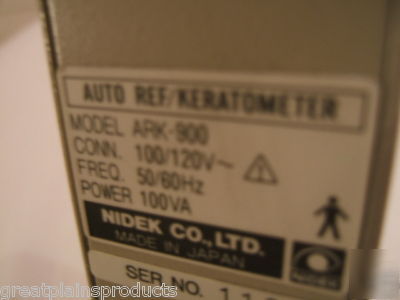 AUTO REF/KERATOMETER
MODEL ARK-900
CONN. 100/120V~
FREQ. 50/60Hz
POWER 100VA
NIDEK CO., LTD.
MADE IN JAPAN
NIDEK
SER NO.
greatplainsproducts